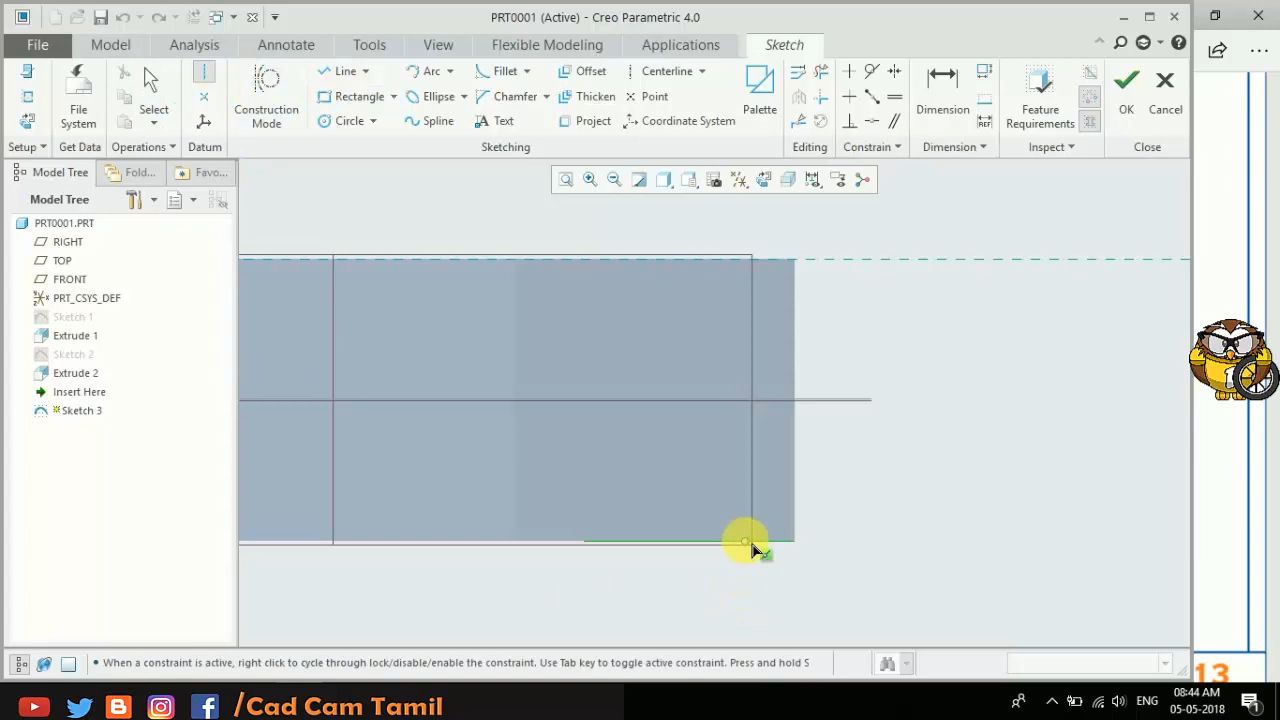 PRT0001 (Active) - Creo Parametric 4.0
File Model Analysis Annotate Tools View Flexible Modeling Framework Applications Sketch
Line Arc Fillet Offset Centerline
Rectangle Ellipse Chamfer Thicken Point
File System Select Construction Mode Palette Dimension Feature Requirements OK Cancel
Circle Spline Text Project Coordinate System
Setup Get Data Operations Datum Sketching Editing Constrain Dimension Inspect Close
Model Tree Fold... Favo...
Model Tree
PRT0001.PRT
RIGHT
TOP
FRONT
PRT_CSYS_DEF
Sketch 1
Extrude 1
Sketch 2
Extrude 2
Insert Here
Sketch 3
• When a constraint is active, right click to cycle through lock/disable/enable the constraint. Use Tab key to toggle active constraint. Press and hold S
13
/Cad Cam Tamil
ENG
08:44 AM
05-05-2018
1